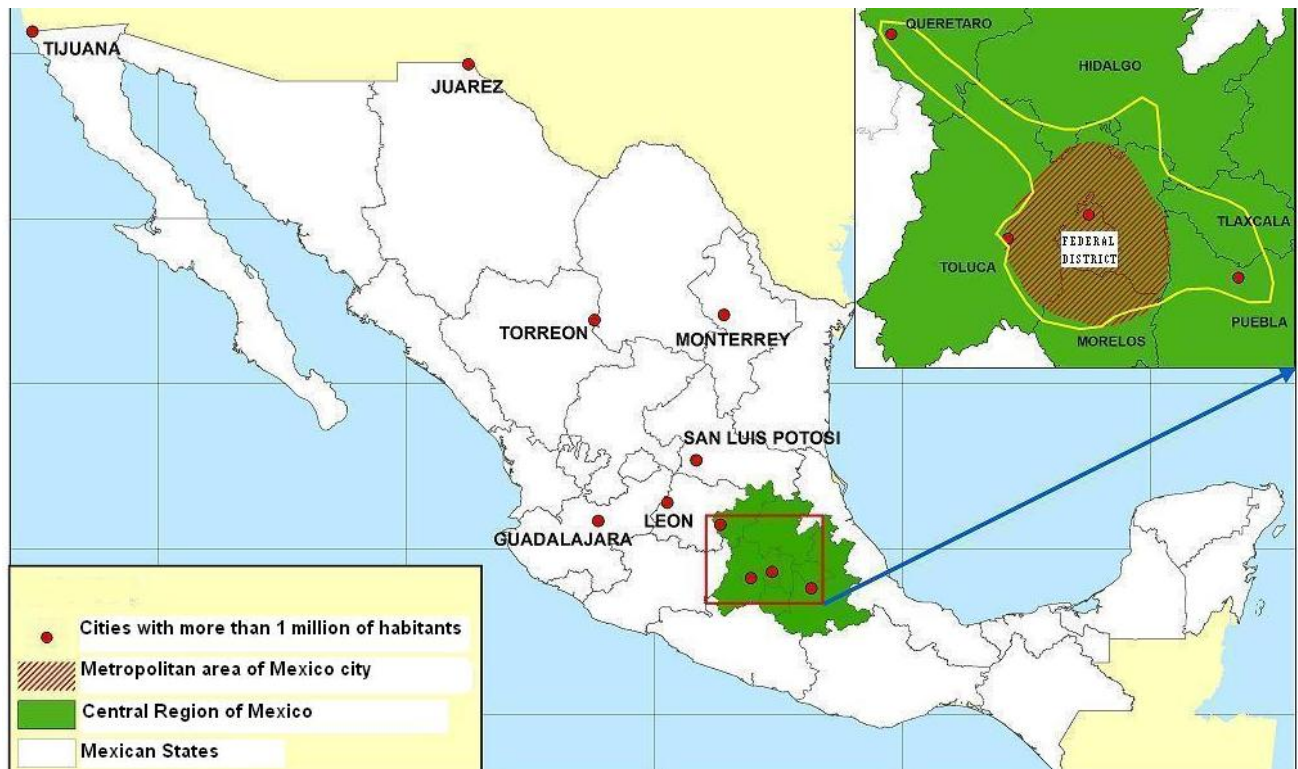 TIJUANA
JUAREZ
TORREON
MONTERREY
SAN LUIS POTOSI
LEON
GUADALAJARA
QUERETARO
HIDALGO
TLAXCALA
FEDERAL
DISTRICT
TOLUCA
PUEBLA
MORELOS
Cities with more than 1 million of habitants
Metropolitan area of Mexico city
Central Region of Mexico
Mexican States